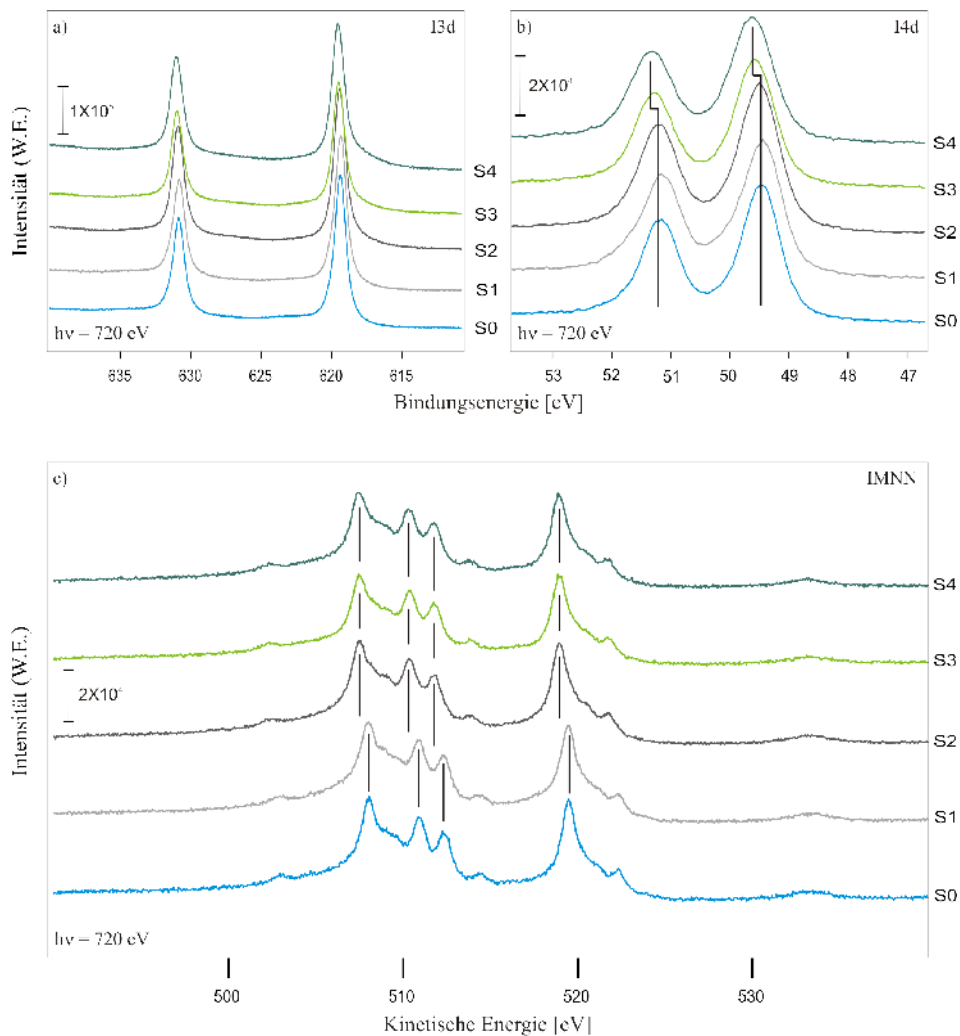 a) I3d
1X10⁵
S4
S3
S2
S1
S0
hν = 720 eV
635 630 625 620 615
b) I4d
2X10⁴
S4
S3
S2
S1
S0
hν = 720 eV
53 52 51 50 49 48 47
Intensität (W.E.)
Bindungsenergie [eV]
c) IMNN
S4
S3
2X10⁴
S2
S1
S0
hν = 720 eV
500 510 520 530
Intensität (W.E.)
Kinetische Energie [eV]